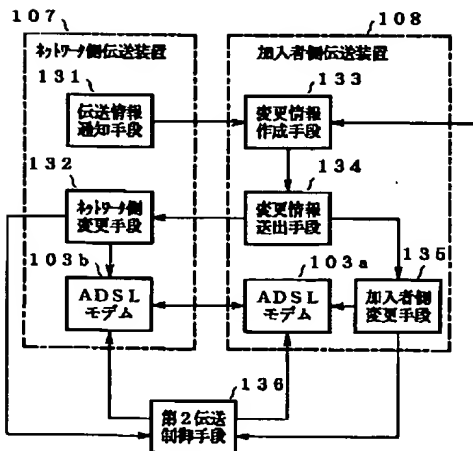 107
108
ネットワーク側伝送装置
加入者側伝送装置
131
133
伝送情報
通知手段
変更情報
作成手段
132
134
ネットワーク側
変更手段
変更情報
送出手段
103b
103a
135
ADSL
モデム
ADSL
モデム
加入者側
変更手段
136
第2伝送
制御手段